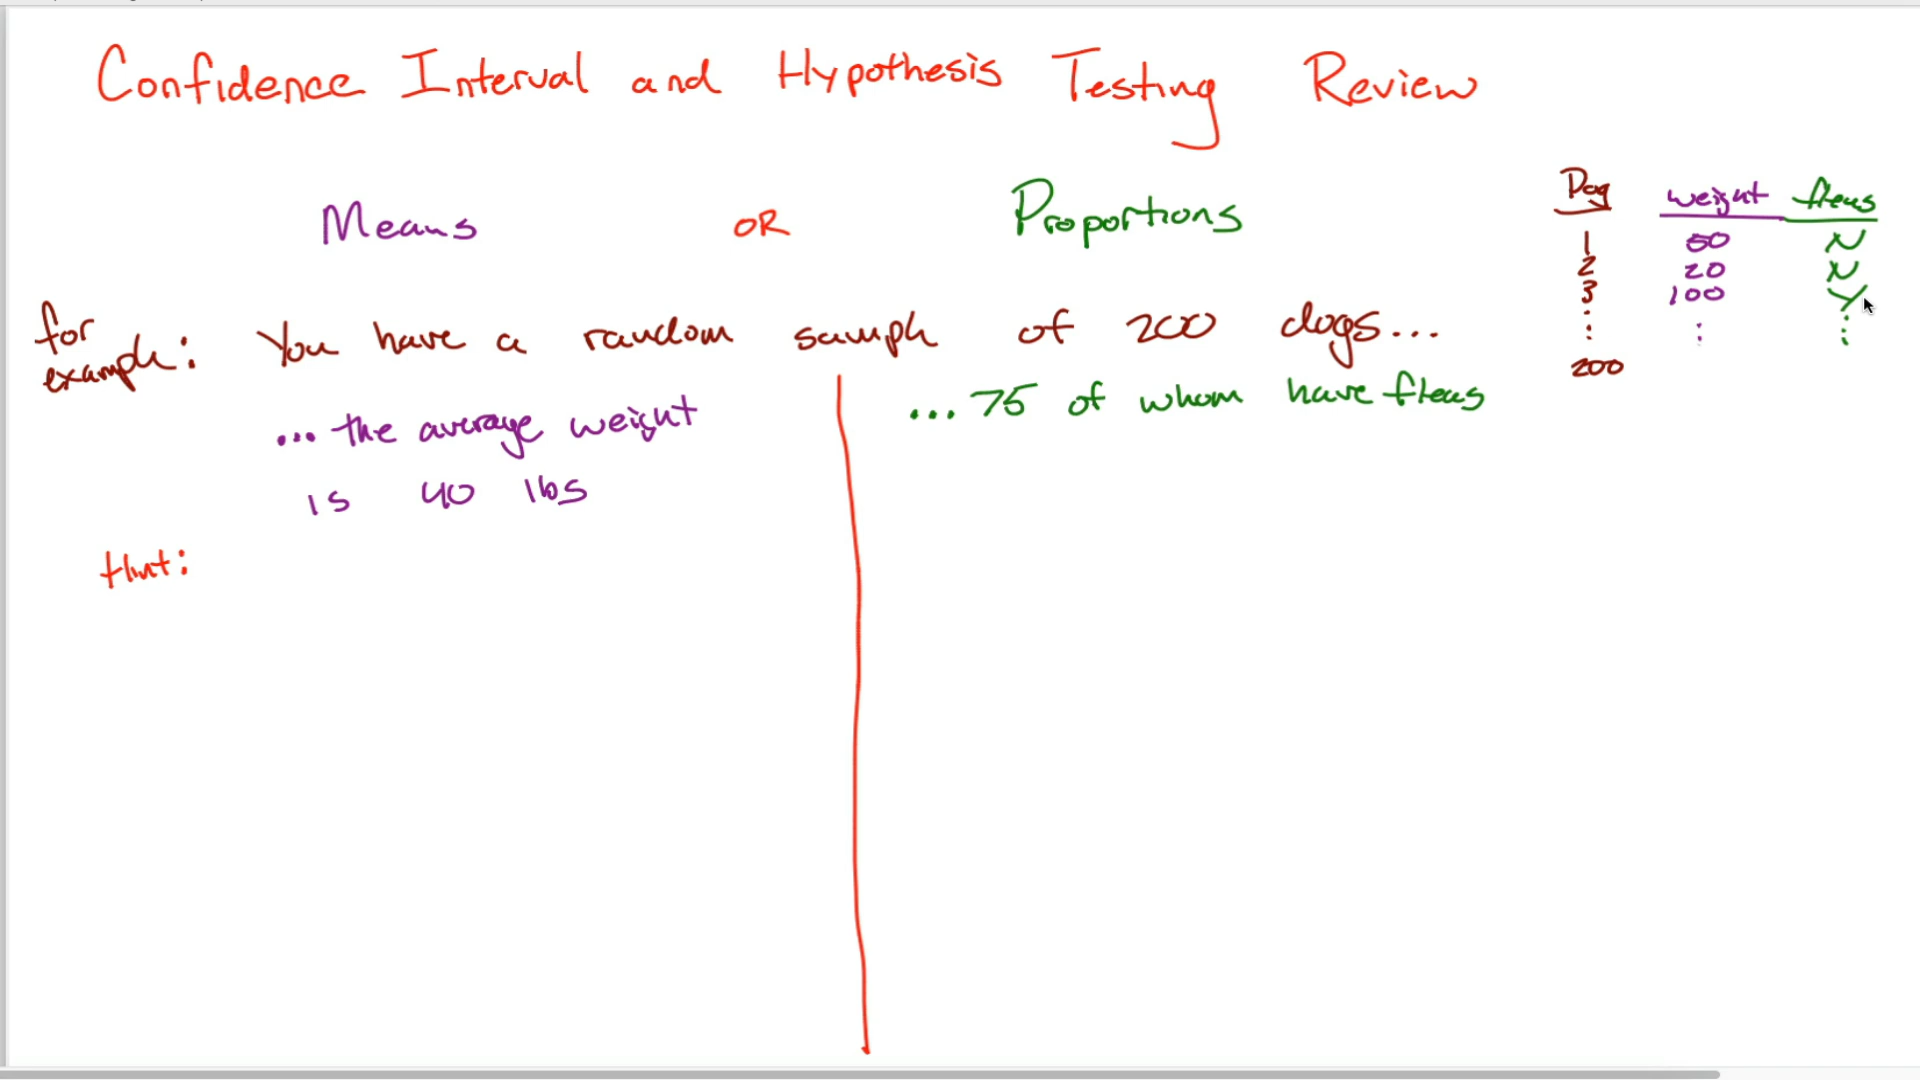 Confidence Interval and Hypothesis Testing Review
Means OR Proportions
Dog weight fleas
1 50 N
2 20 N
3 100 Y
: : :
200
for example: You have a random sample of 200 dogs...
... the average weight
is 40 lbs
... 75 of whom have fleas
Hint: